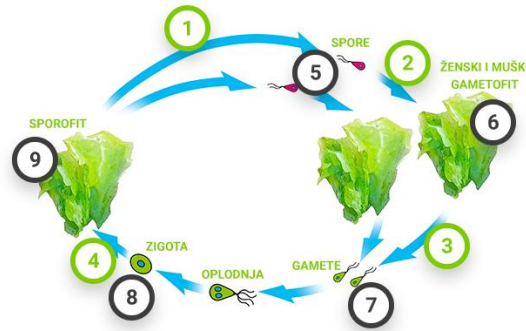 1
SPORE
2
5
ŽENSKI I MUŠK
GAMETOFIT
6
SPOROFIT
9
3
4
ZIGOTA
8
OPLODNJA
GAMETE
7